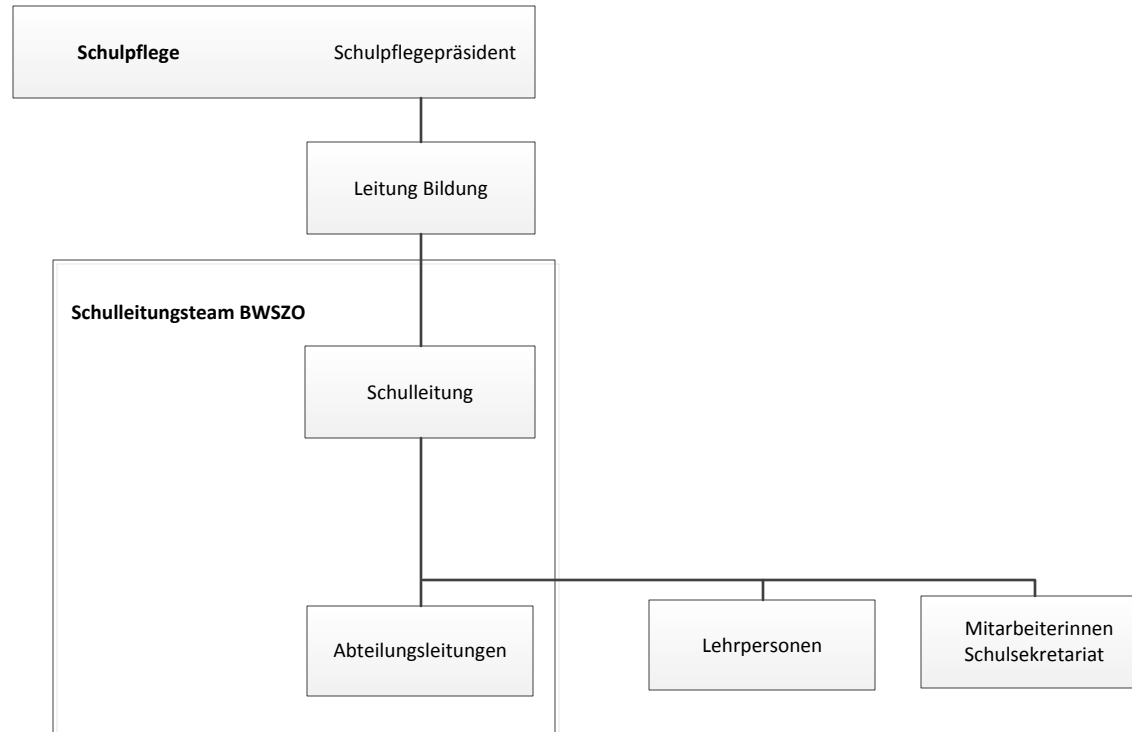 Schulpflege Schulpflegepräsident
Leitung Bildung
Schulleitungsteam BWSZO
Schulleitung
Abteilungsleitungen
Lehrpersonen
Mitarbeiterinnen
Schulsekretariat